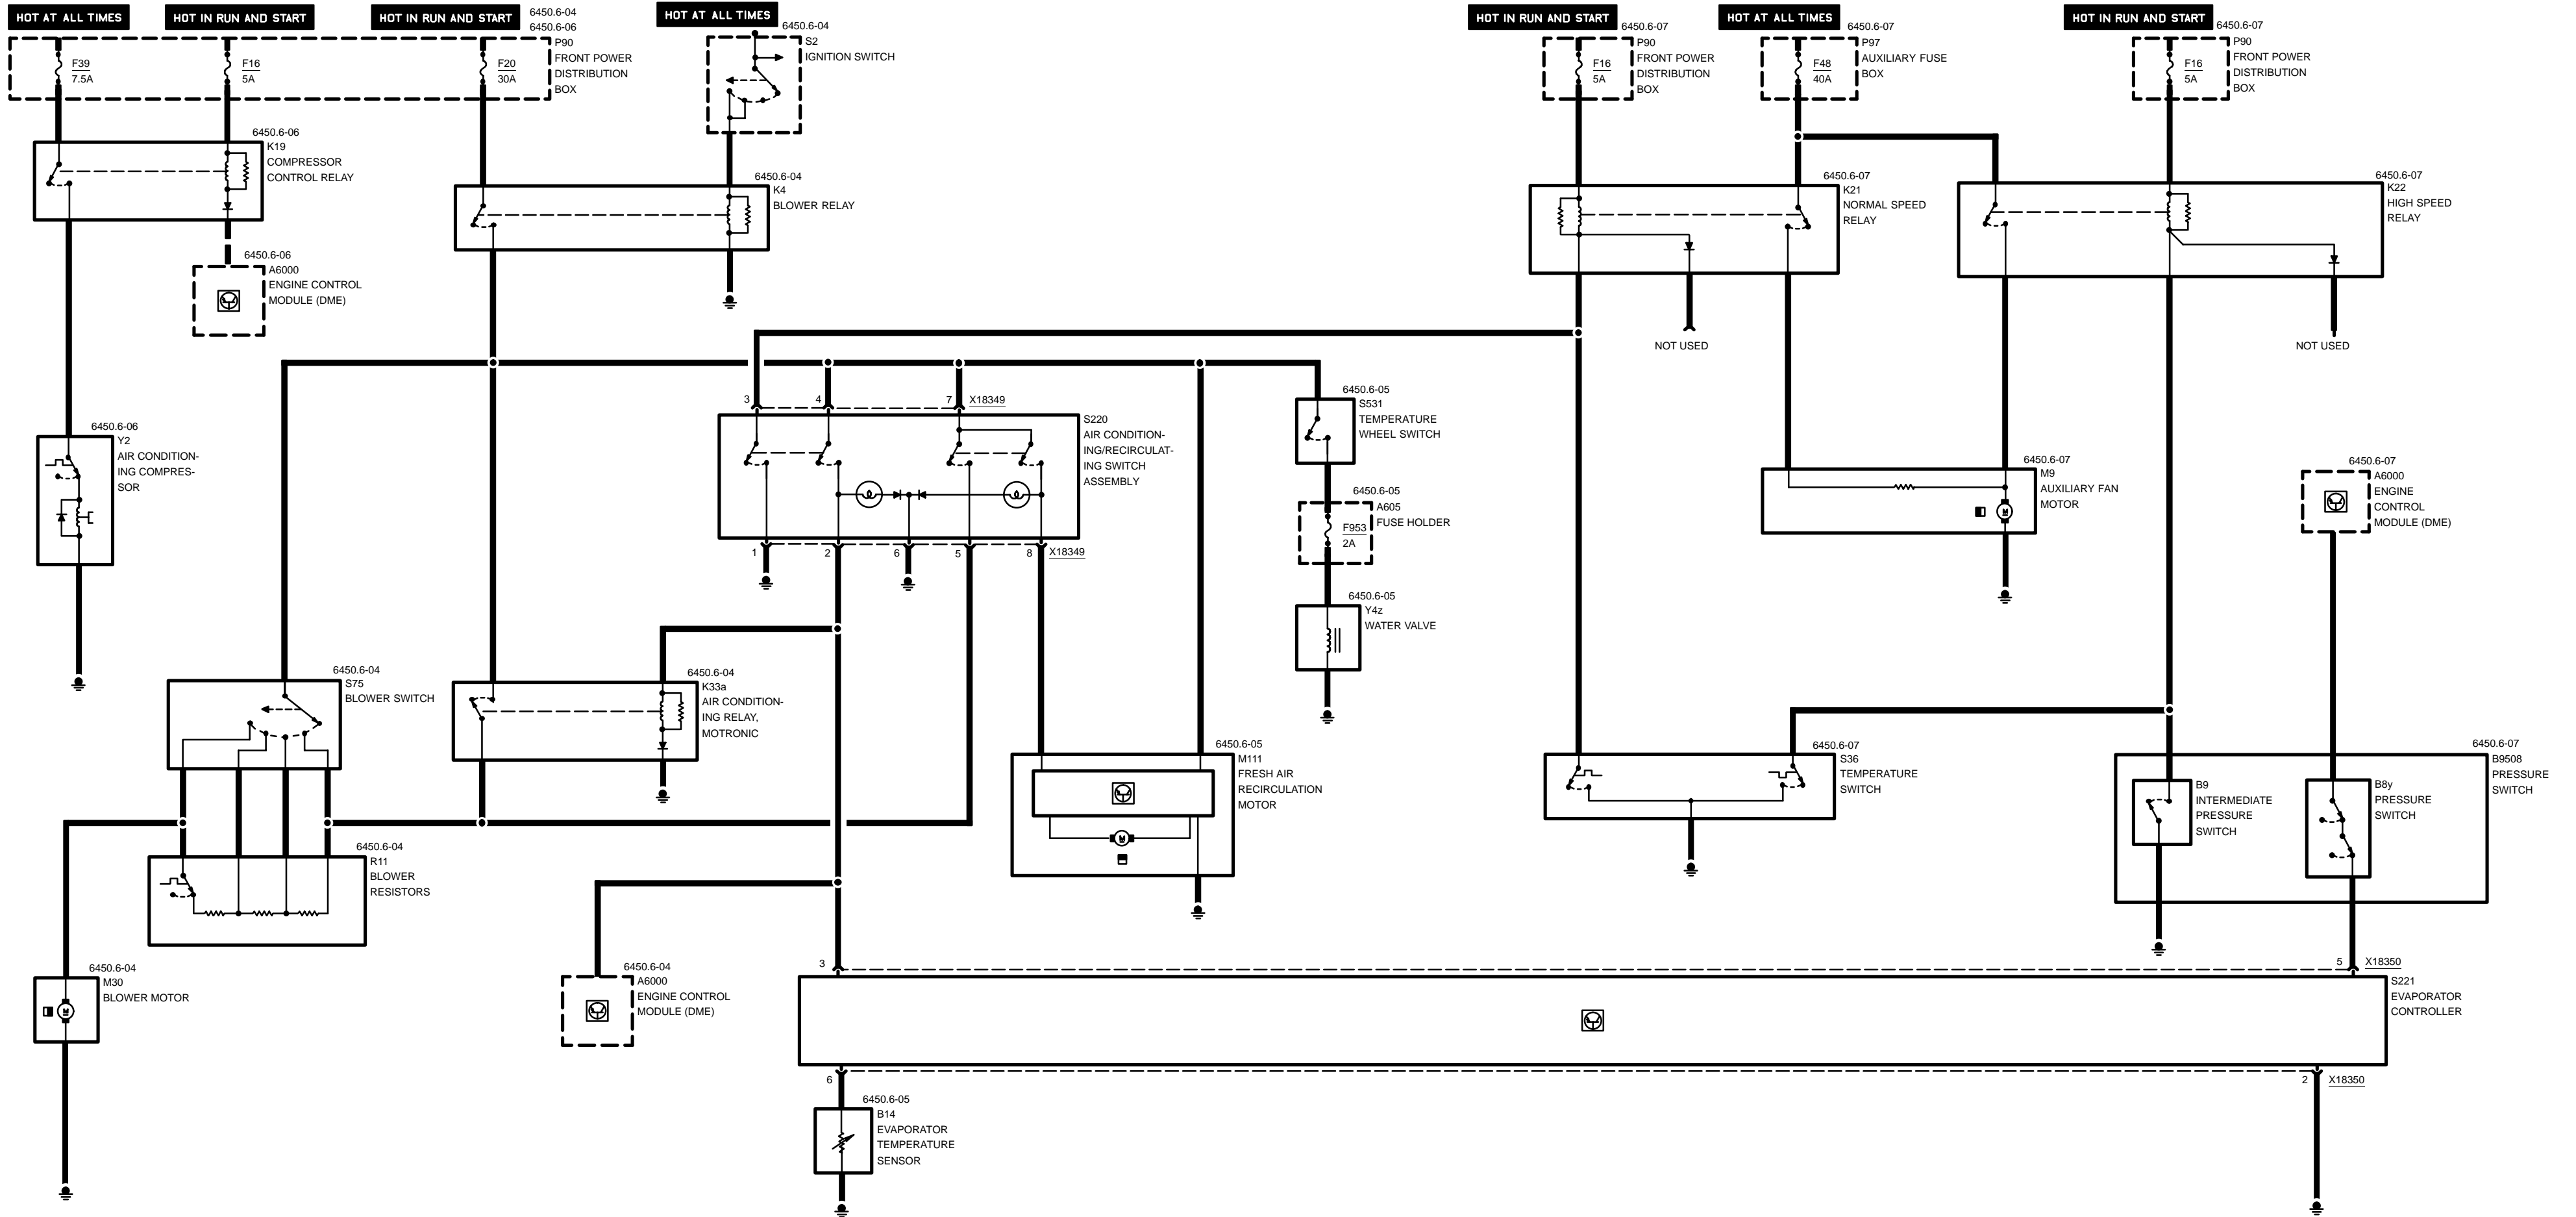 HOT AT ALL TIMES
HOT IN RUN AND START
HOT IN RUN AND START
6450.6-04
6450.6-06
P90
FRONT POWER
DISTRIBUTION
BOX
F39
7.5A
F16
5A
F20
30A
HOT AT ALL TIMES
6450.6-04
S2
IGNITION SWITCH
HOT IN RUN AND START
6450.6-07
P90
FRONT POWER
DISTRIBUTION
BOX
F16
5A
HOT AT ALL TIMES
6450.6-07
P97
AUXILIARY FUSE
BOX
F48
40A
HOT IN RUN AND START
6450.6-07
P90
FRONT POWER
DISTRIBUTION
BOX
F16
5A
6450.6-06
K19
COMPRESSOR
CONTROL RELAY
6450.6-04
K4
BLOWER RELAY
6450.6-07
K21
NORMAL SPEED
RELAY
6450.6-07
K22
HIGH SPEED
RELAY
6450.6-06
A6000
ENGINE CONTROL
MODULE (DME)
NOT USED
NOT USED
6450.6-06
Y2
AIR CONDITION-
ING COMPRES-
SOR
3
4
7
X18349
S220
AIR CONDITION-
ING/RECIRCULAT-
ING SWITCH
ASSEMBLY
1
2
6
5
8
X18349
6450.6-05
S531
TEMPERATURE
WHEEL SWITCH
6450.6-05
A605
FUSE HOLDER
F953
2A
6450.6-05
Y4z
WATER VALVE
6450.6-07
M9
AUXILIARY FAN
MOTOR
M
6450.6-07
A6000
ENGINE
CONTROL
MODULE (DME)
6450.6-04
S75
BLOWER SWITCH
6450.6-04
K33a
AIR CONDITION-
ING RELAY,
MOTRONIC
6450.6-05
M111
FRESH AIR
RECIRCULATION
MOTOR
M
6450.6-07
S36
TEMPERATURE
SWITCH
6450.6-07
B9508
PRESSURE
SWITCH
B9
INTERMEDIATE
PRESSURE
SWITCH
B8y
PRESSURE
SWITCH
6450.6-04
R11
BLOWER
RESISTORS
6450.6-04
M30
BLOWER MOTOR
M
6450.6-04
A6000
ENGINE CONTROL
MODULE (DME)
3
5
X18350
S221
EVAPORATOR
CONTROLLER
6
2
X18350
6450.6-05
B14
EVAPORATOR
TEMPERATURE
SENSOR